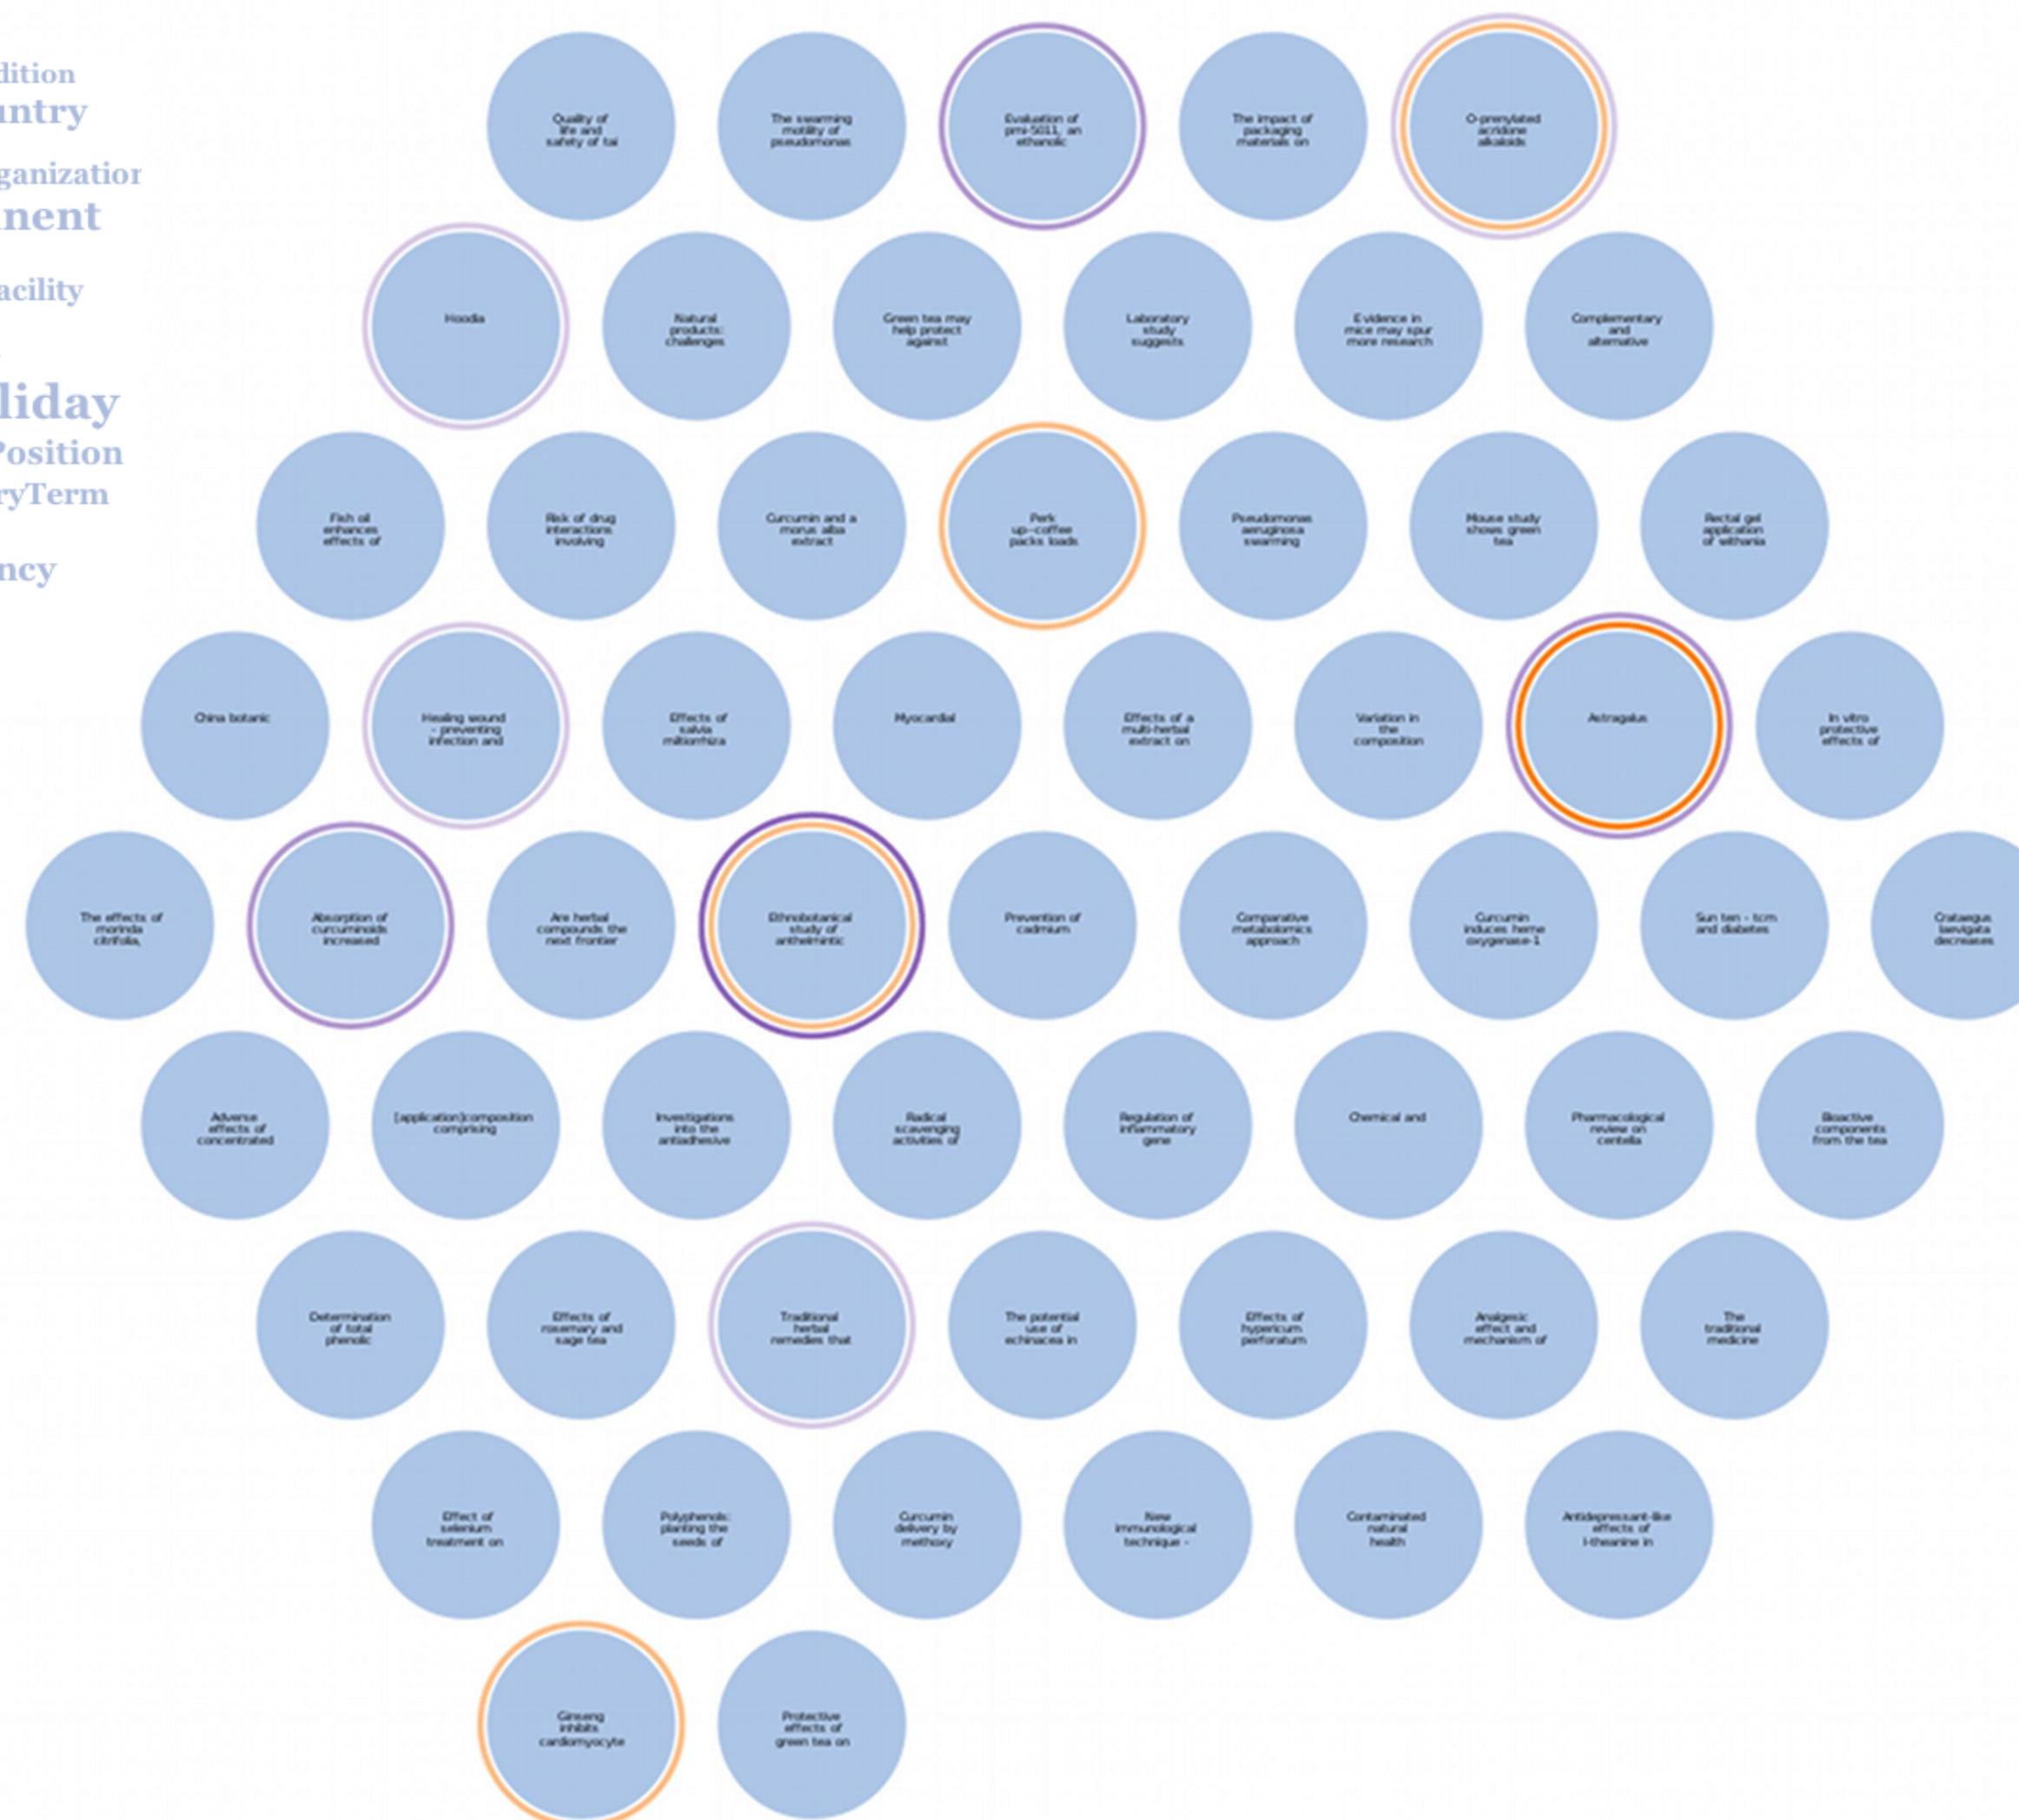 dition
untry
ganization
inent
acility
liday
Position
ryTerm
ncy
Quality of
life and
safety of tai
The swarming
motility of
pseudomonas
Evaluation of
pmi-5011, an
ethanolic
The impact of
packaging
materials on
O-prenylated
acridone
alkaloids
Hoodia
Natural
products:
challenges
Green tea may
help protect
against
Laboratory
study
suggests
Evidence in
mice may spur
more research
Complementary
and
alternative
Fish oil
enhances
effects of
Risk of drug
interactions
involving
Curcumin and a
morus alba
extract
Perk
up--coffee
packs loads
Pseudomonas
aeruginosa
swarming
Mouse study
shows green
tea
Rectal gel
application
of withania
China botanic
Healing wound
- preventing
infection and
Effects of
salvia
miltiorrhiza
Myocardial
Effects of a
multi-herbal
extract on
Variation in
the
composition
Astragalus
In vitro
protective
effects of
The effects of
morinda
citrifolia,
Absorption of
curcuminoids
increased
Are herbal
compounds the
next frontier
Ethnobotanical
study of
anthelmintic
Prevention of
cadmium
Comparative
metabolomics
approach
Curcumin
induces heme
oxygenase-1
Sun ten - tcm
and diabetes
Crataegus
laevigata
decreases
Adverse
effects of
concentrated
[application]composition
comprising
Investigations
into the
antiadhesive
Radical
scavenging
activities of
Regulation of
inflammatory
gene
Chemical and
Pharmacological
review on
centella
Bioactive
components
from the tea
Determination
of total
phenolic
Effects of
rosemary and
sage tea
Traditional
herbal
remedies that
The potential
use of
echinacea in
Effects of
hypericum
perforatum
Analgesic
effect and
mechanism of
The
traditional
medicine
Effect of
selenium
treatment on
Polyphenols:
planting the
seeds of
Curcumin
delivery by
methoxy
New
immunological
technique -
Contaminated
natural
health
Antidepressant-like
effects of
l-theanine in
Ginseng
inhibits
cardiomyocyte
Protective
effects of
green tea on